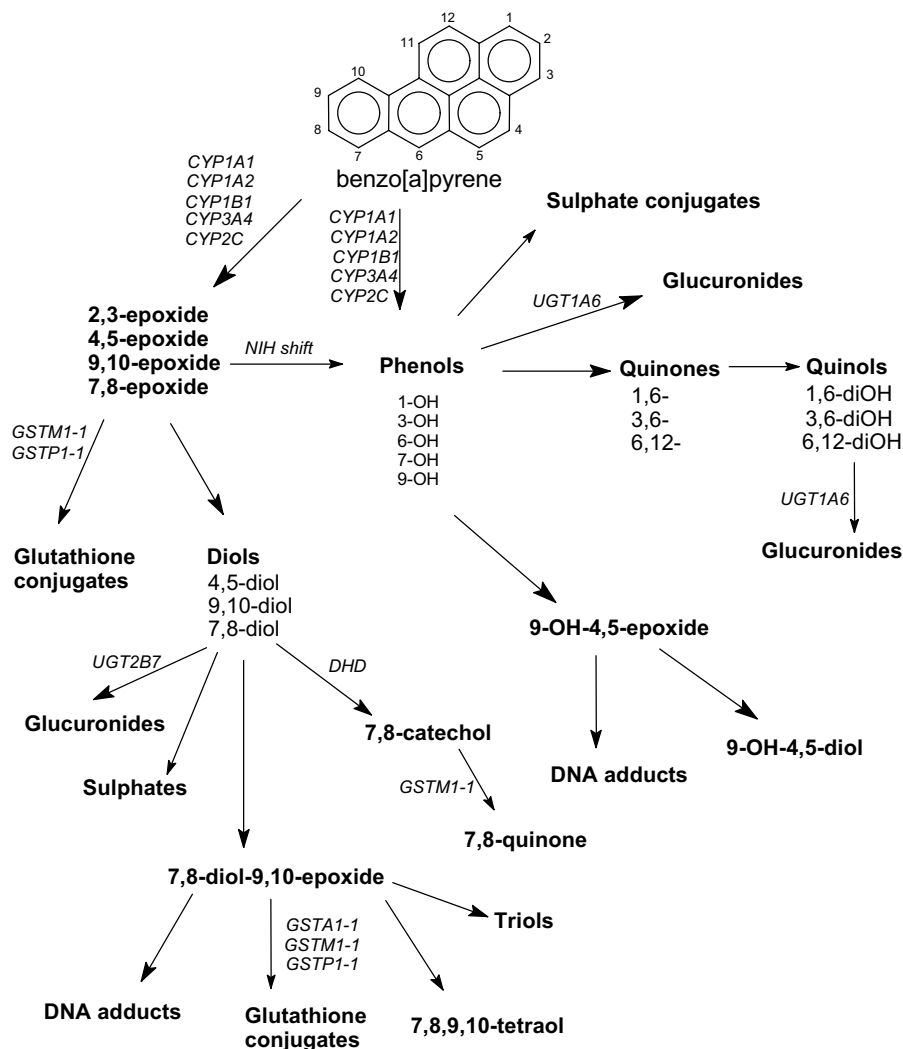 12
1
11
2
10
3
9
8
4
7
6
5
benzo[a]pyrene
CYP1A1
CYP1A2
CYP1B1
CYP3A4
CYP2C
CYP1A1
CYP1A2
CYP1B1
CYP3A4
CYP2C
Sulphate conjugates
UGT1A6
Glucuronides
2,3-epoxide
4,5-epoxide
9,10-epoxide
7,8-epoxide
NIH shift
Phenols
1-OH
3-OH
6-OH
7-OH
9-OH
Quinones
1,6-
3,6-
6,12-
Quinols
1,6-diOH
3,6-diOH
6,12-diOH
UGT1A6
Glucuronides
GSTM1-1
GSTP1-1
Glutathione
conjugates
Diols
4,5-diol
9,10-diol
7,8-diol
9-OH-4,5-epoxide
UGT2B7
DHD
Glucuronides
Sulphates
7,8-catechol
GSTM1-1
7,8-quinone
DNA adducts
9-OH-4,5-diol
7,8-diol-9,10-epoxide
Triols
GSTA1-1
GSTM1-1
GSTP1-1
DNA adducts
Glutathione
conjugates
7,8,9,10-tetraol